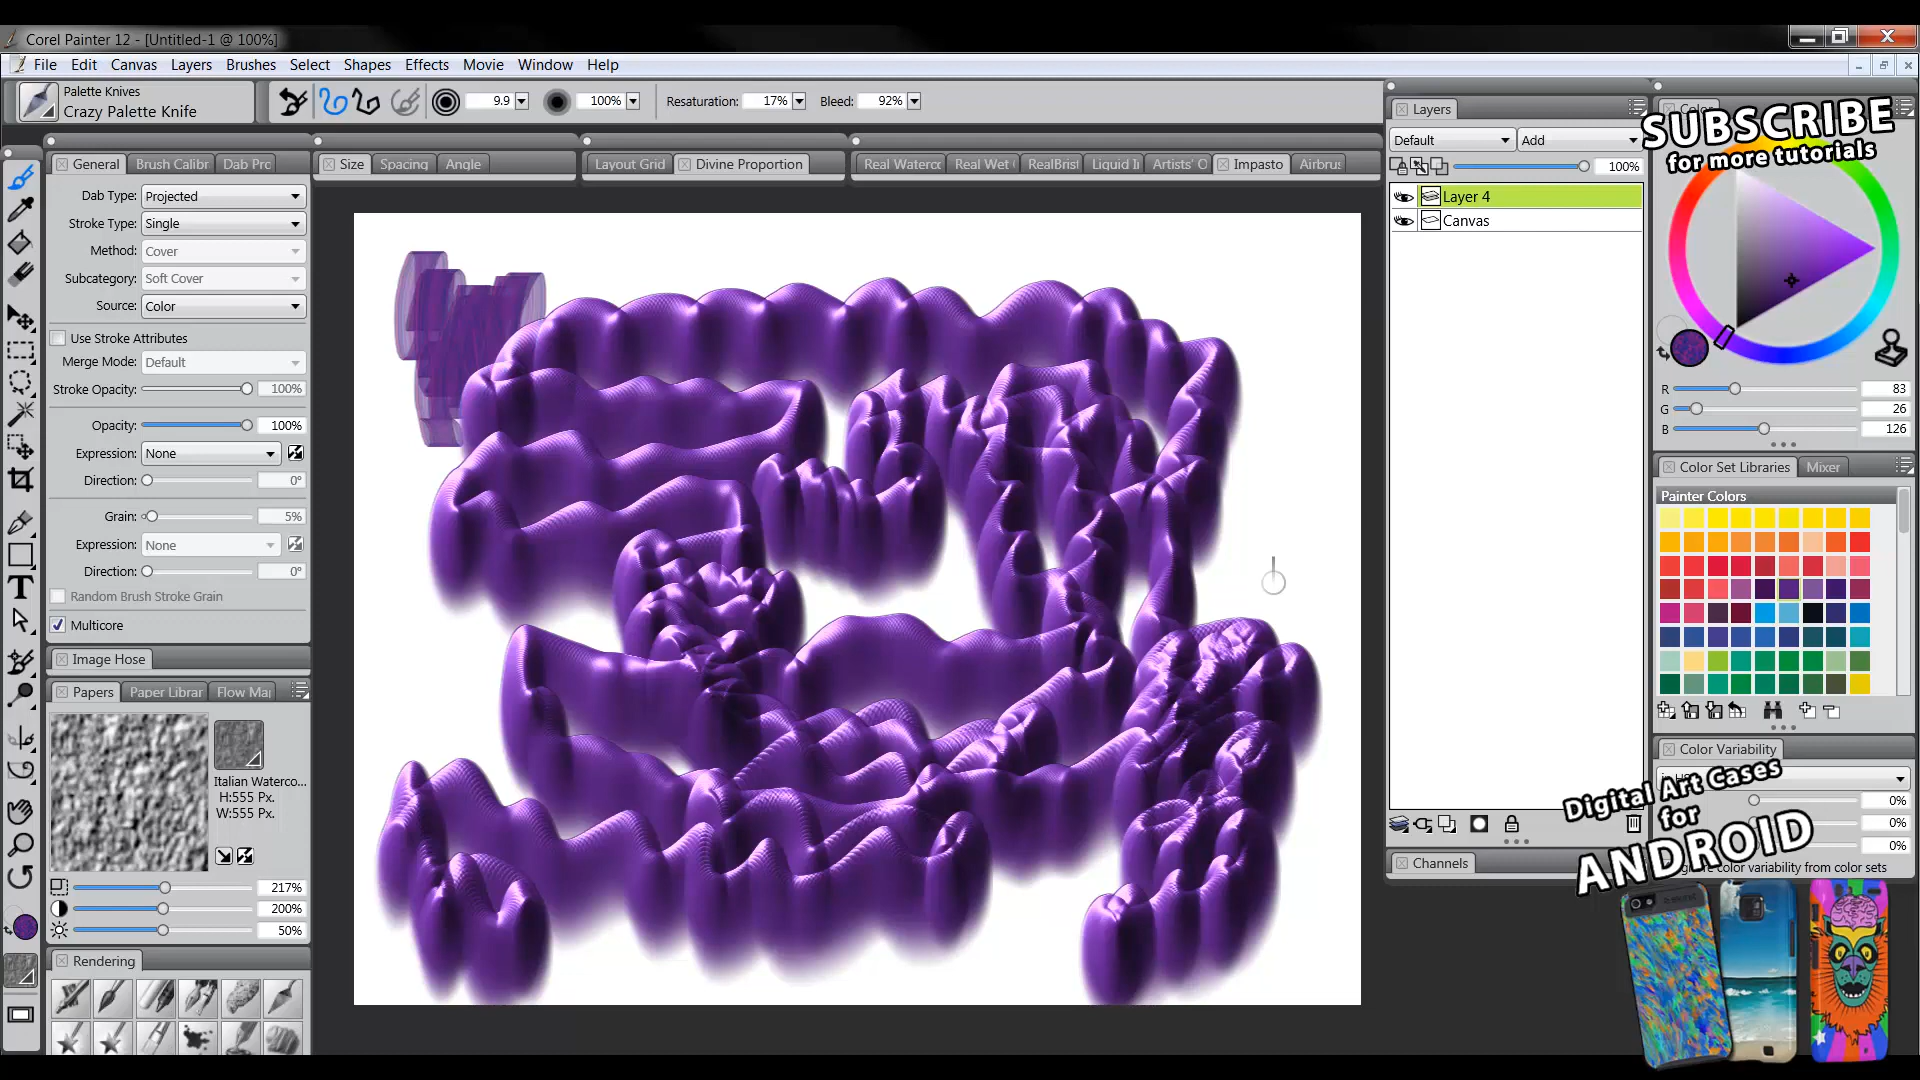 Corel Painter 12 - [Untitled-1 @ 100%]
File Edit Canvas Layers Brushes Select Shapes Effects Movie Window Help
Palette Knives
Crazy Palette Knife
9.9 100% Resaturation: 17% Bleed: 92%
General Brush Calibr Dab Pro
Size Spacing Angle
Layout Grid Divine Proportion
Real Waterco Real Wet RealBrist Liquid Artists' O Impasto Airbrus
Dab Type: Projected
Stroke Type: Single
Method: Cover
Subcategory: Soft Cover
Source: Color
Use Stroke Attributes
Merge Mode: Default
Stroke Opacity: 100%
Opacity: 100%
Expression: None
Direction: 0°
Grain: 5%
Expression: None
Direction: 0°
Random Brush Stroke Grain
Multicore
Image Hose
Papers Paper Librar Flow Ma
Italian Waterco...
H:555 Px.
W:555 Px.
217%
200%
50%
Rendering
Layers
Default Add
100%
Layer 4
Canvas
Channels
Color
SUBSCRIBE
for more tutorials
R 83
G 26
B 126
Color Set Libraries Mixer
Painter Colors
Color Variability
0%
0%
0%
color variability from color sets
Digital Art Cases
for
ANDROID